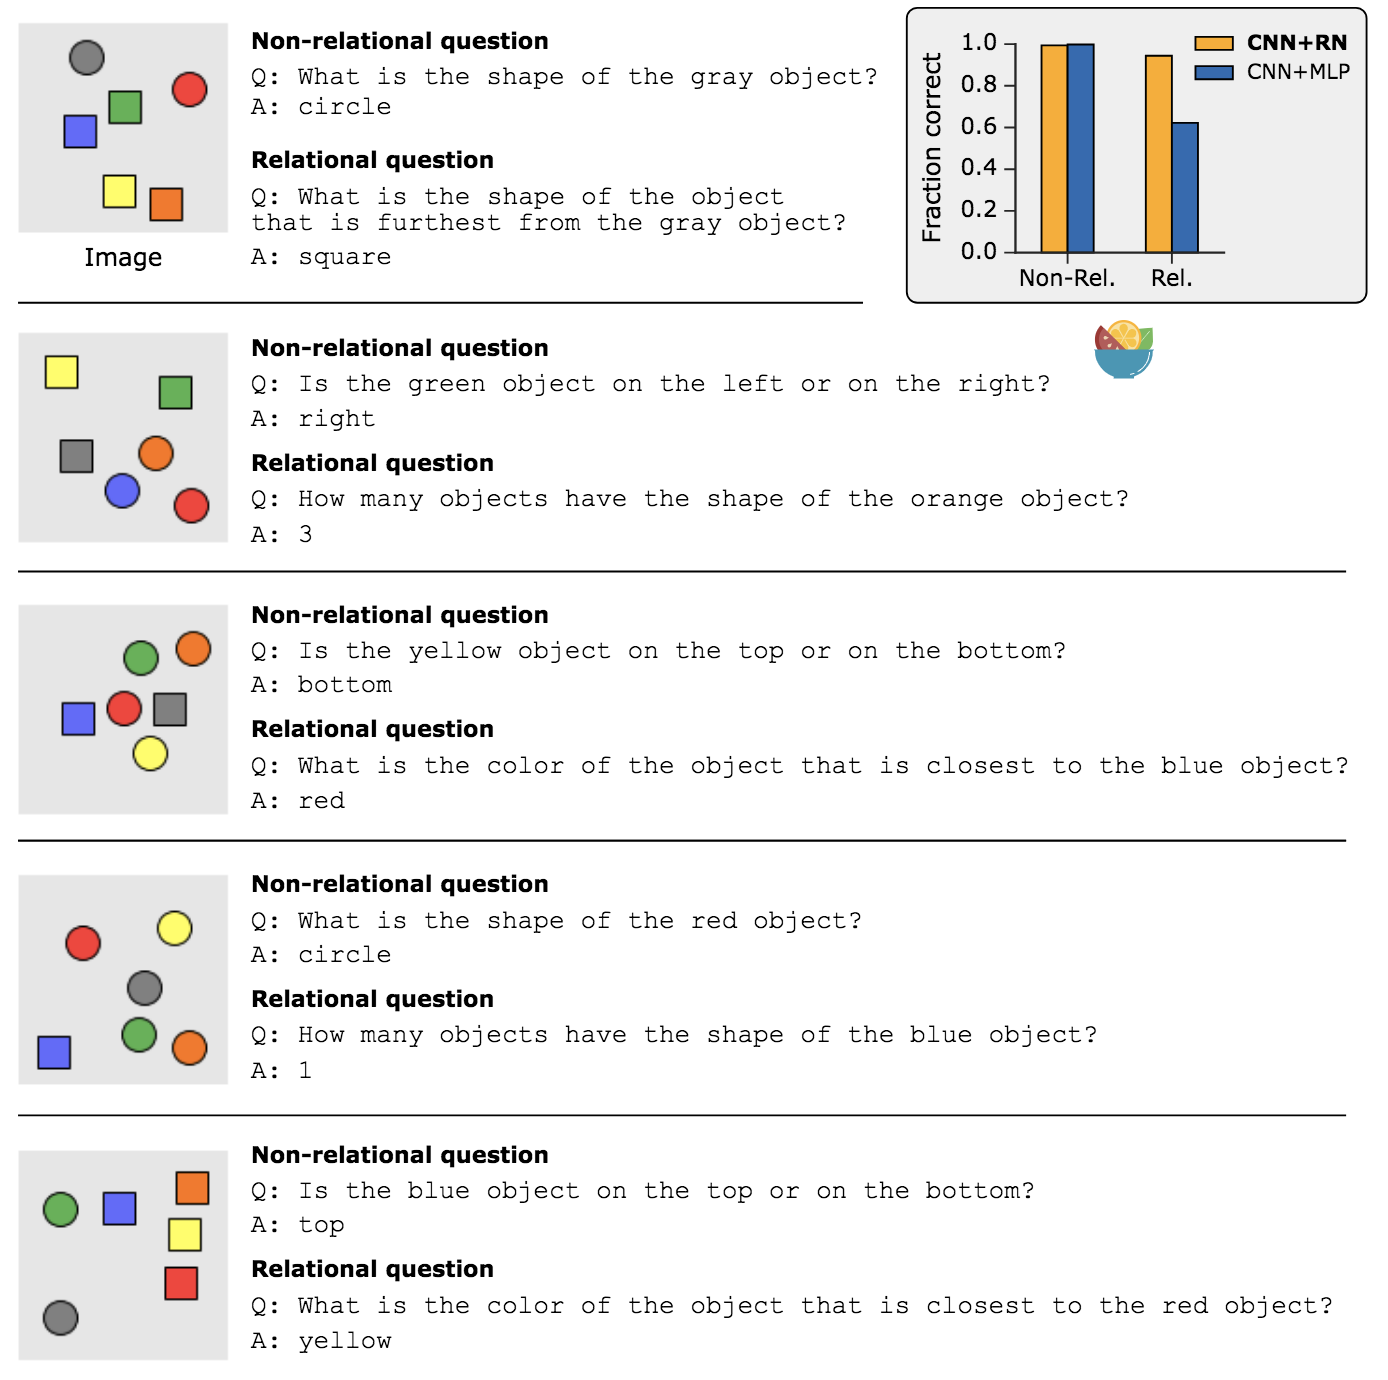 Non-relational question
Q: What is the shape of the gray object?
A: circle
Relational question
Q: What is the shape of the object
that is furthest from the gray object?
A: square
Image
Fraction correct
1.0
0.8
0.6
0.4
0.2
0.0
Non-Rel.
Rel.
CNN+RN
CNN+MLP
Non-relational question
Q: Is the green object on the left or on the right?
A: right
Relational question
Q: How many objects have the shape of the orange object?
A: 3
Non-relational question
Q: Is the yellow object on the top or on the bottom?
A: bottom
Relational question
Q: What is the color of the object that is closest to the blue object?
A: red
Non-relational question
Q: What is the shape of the red object?
A: circle
Relational question
Q: How many objects have the shape of the blue object?
A: 1
Non-relational question
Q: Is the blue object on the top or on the bottom?
A: top
Relational question
Q: What is the color of the object that is closest to the red object?
A: yellow